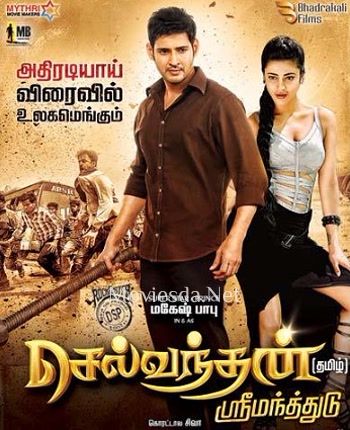 MYTHRI
MOVIE MAKERS
MB
Bhadrakali
Films
அதிரடியாய்
விரைவில்
உலகமெங்கும்
Moviesda.Net
DSP
மகேஷ் பாபு
IN & AS
செல்வந்தன் (தமிழ்)
ஸ்ரீமந்த்துடு
கொரட்டால சிவா